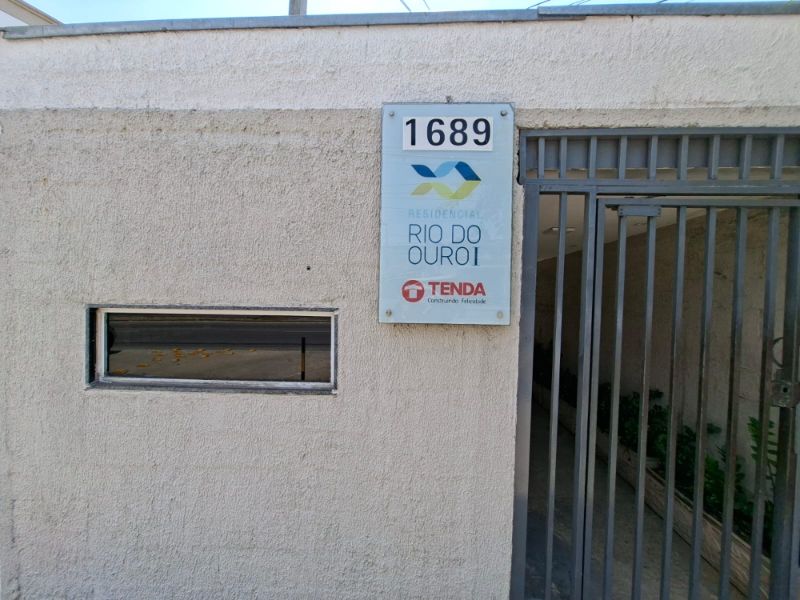 1689
RESIDENCIAL
RIO DO
OURO I
TENDA
Construindo felicidade